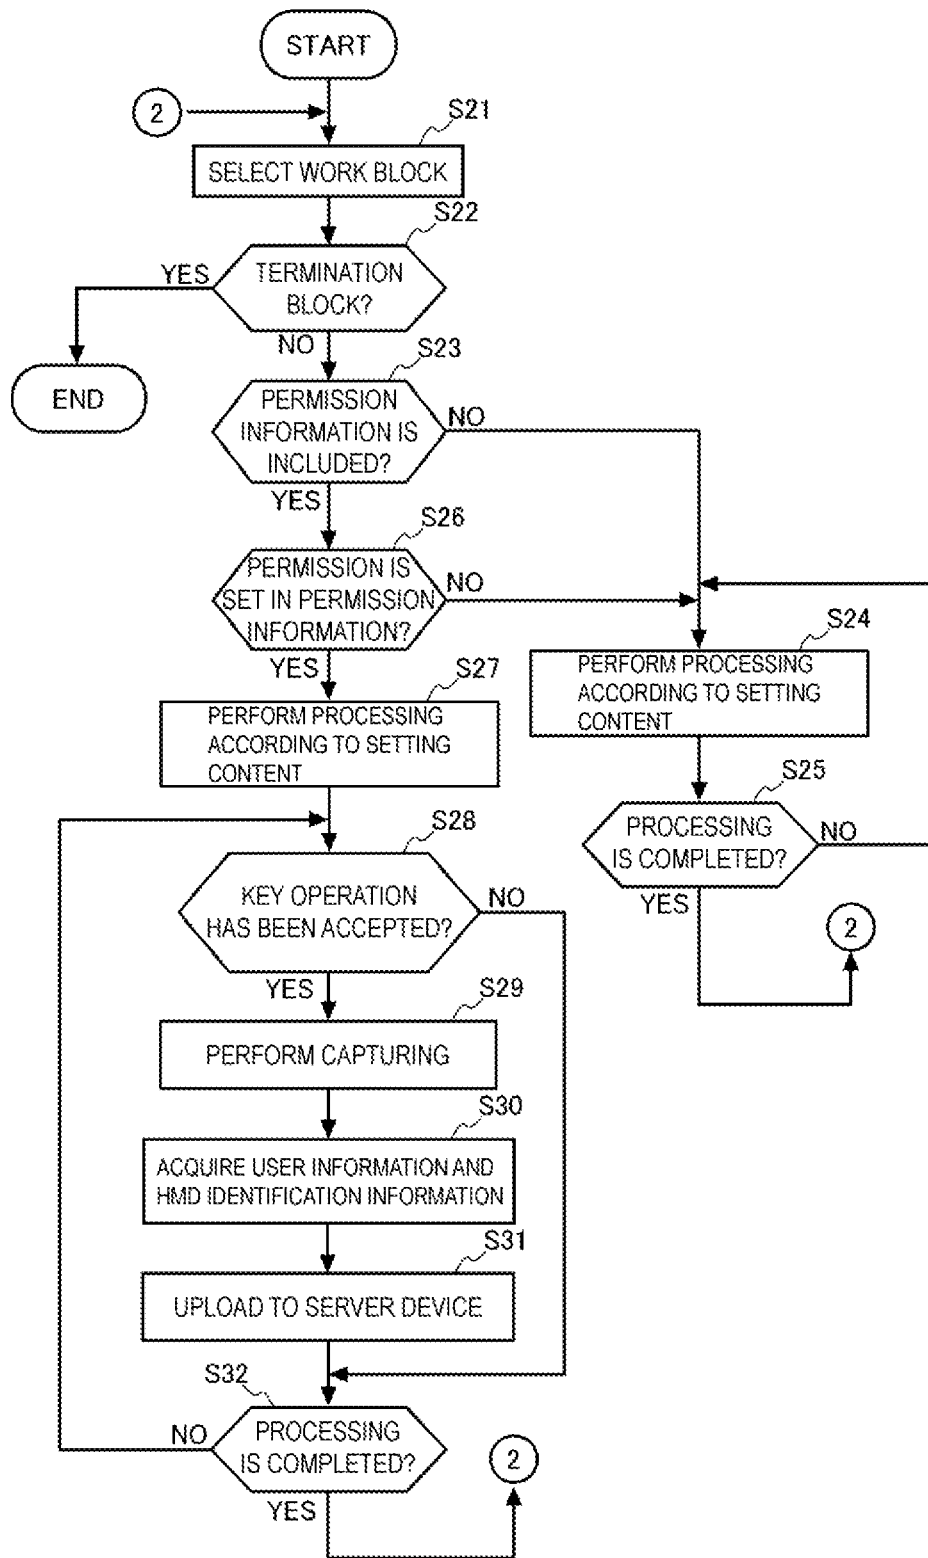 START
2
S21
SELECT WORK BLOCK
S22
YES
TERMINATION
BLOCK?
NO
END
S23
PERMISSION
INFORMATION IS
INCLUDED?
NO
YES
S26
PERMISSION IS
SET IN PERMISSION
INFORMATION?
NO
YES
S24
PERFORM PROCESSING
ACCORDING TO SETTING
CONTENT
S27
PERFORM PROCESSING
ACCORDING TO SETTING
CONTENT
S25
PROCESSING
IS COMPLETED?
NO
YES
2
S28
KEY OPERATION
HAS BEEN ACCEPTED?
NO
YES
S29
PERFORM CAPTURING
S30
ACQUIRE USER INFORMATION AND
HMD IDENTIFICATION INFORMATION
S31
UPLOAD TO SERVER DEVICE
S32
NO
PROCESSING
IS COMPLETED?
YES
2